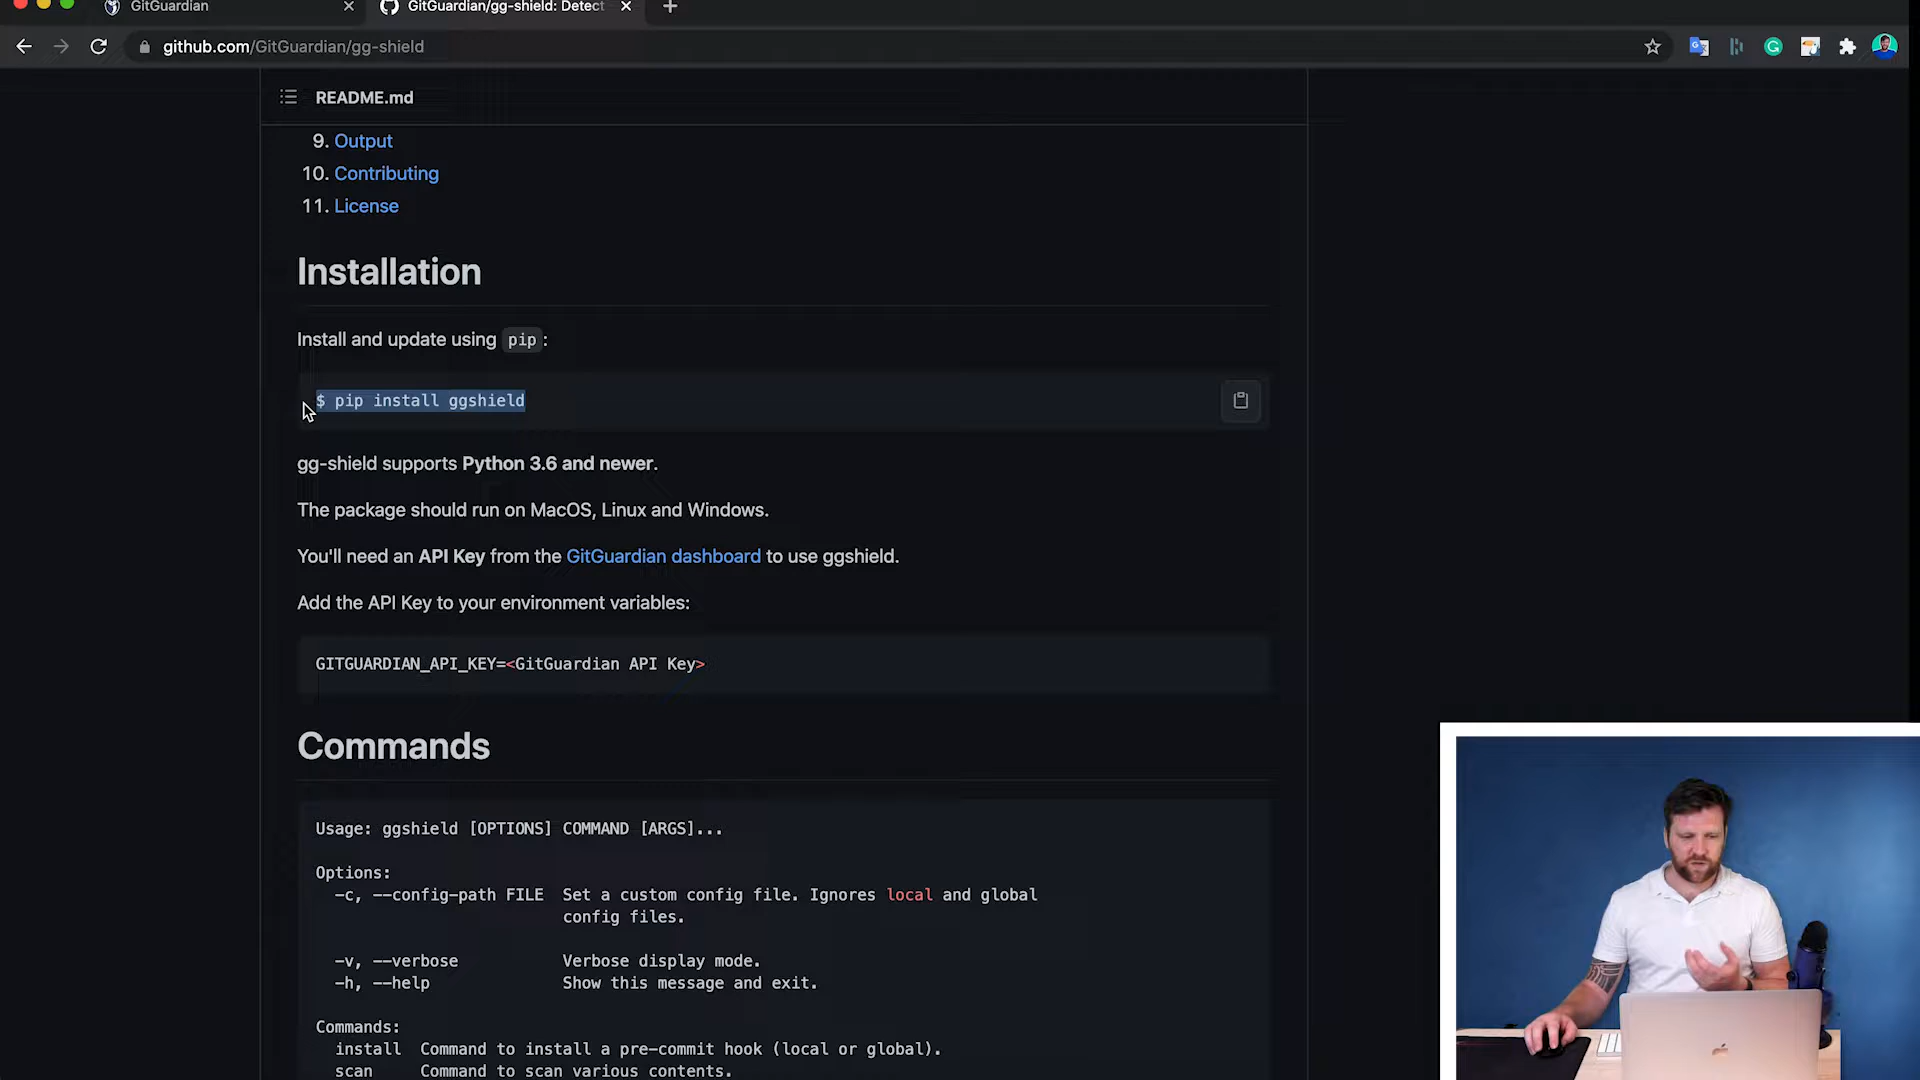 GitGuardian
GitGuardian/gg-shield: Detect
github.com/GitGuardian/gg-shield
README.md
9. Output
10. Contributing
11. License
Installation
Install and update using pip:
$ pip install ggshield
gg-shield supports Python 3.6 and newer.
The package should run on MacOS, Linux and Windows.
You'll need an API Key from the GitGuardian dashboard to use ggshield.
Add the API Key to your environment variables:
GITGUARDIAN_API_KEY=<GitGuardian API Key>
Commands
Usage: ggshield [OPTIONS] COMMAND [ARGS]...
Options:
-c, --config-path FILE Set a custom config file. Ignores local and global
config files.
-v, --verbose Verbose display mode.
-h, --help Show this message and exit.
Commands:
install Command to install a pre-commit hook (local or global).
scan Command to scan various contents.